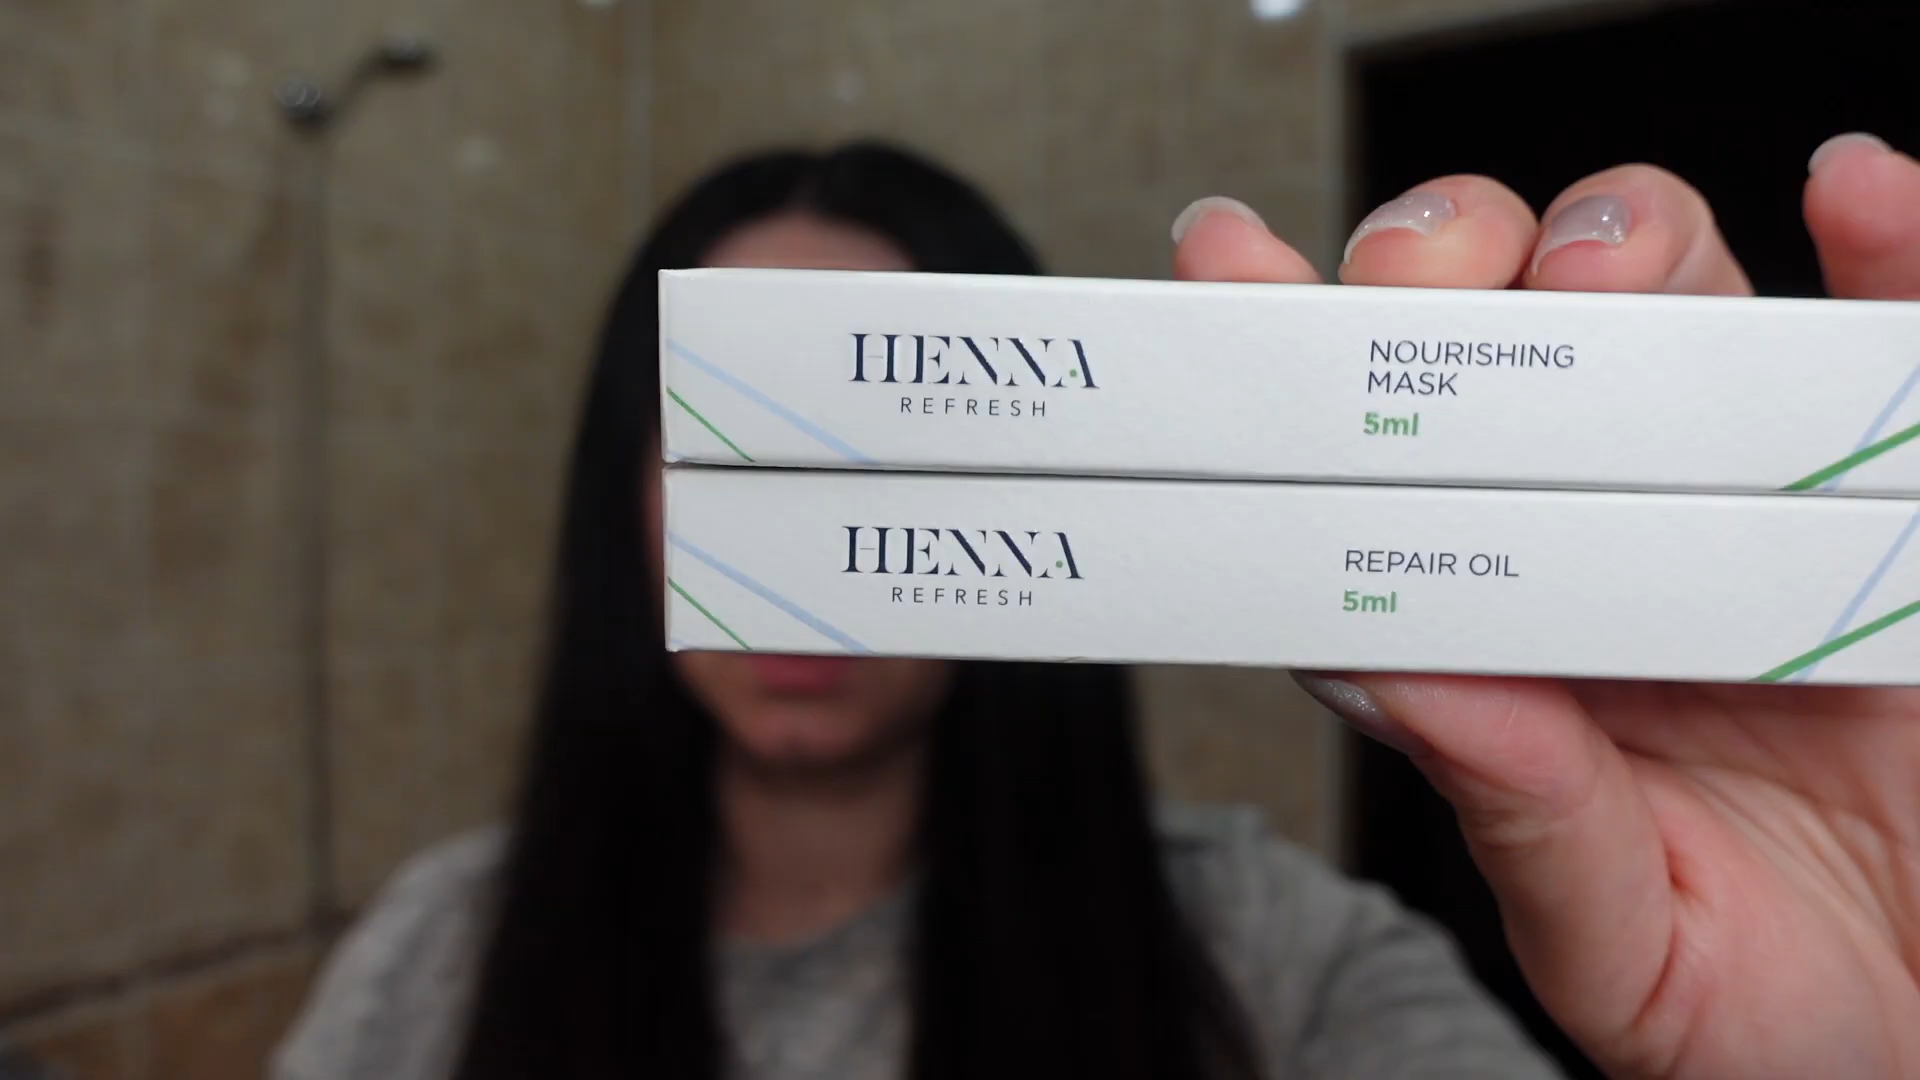 HENNA
REFRESH
NOURISHING
MASK
5ml
HENNA
REFRESH
REPAIR OIL
5ml